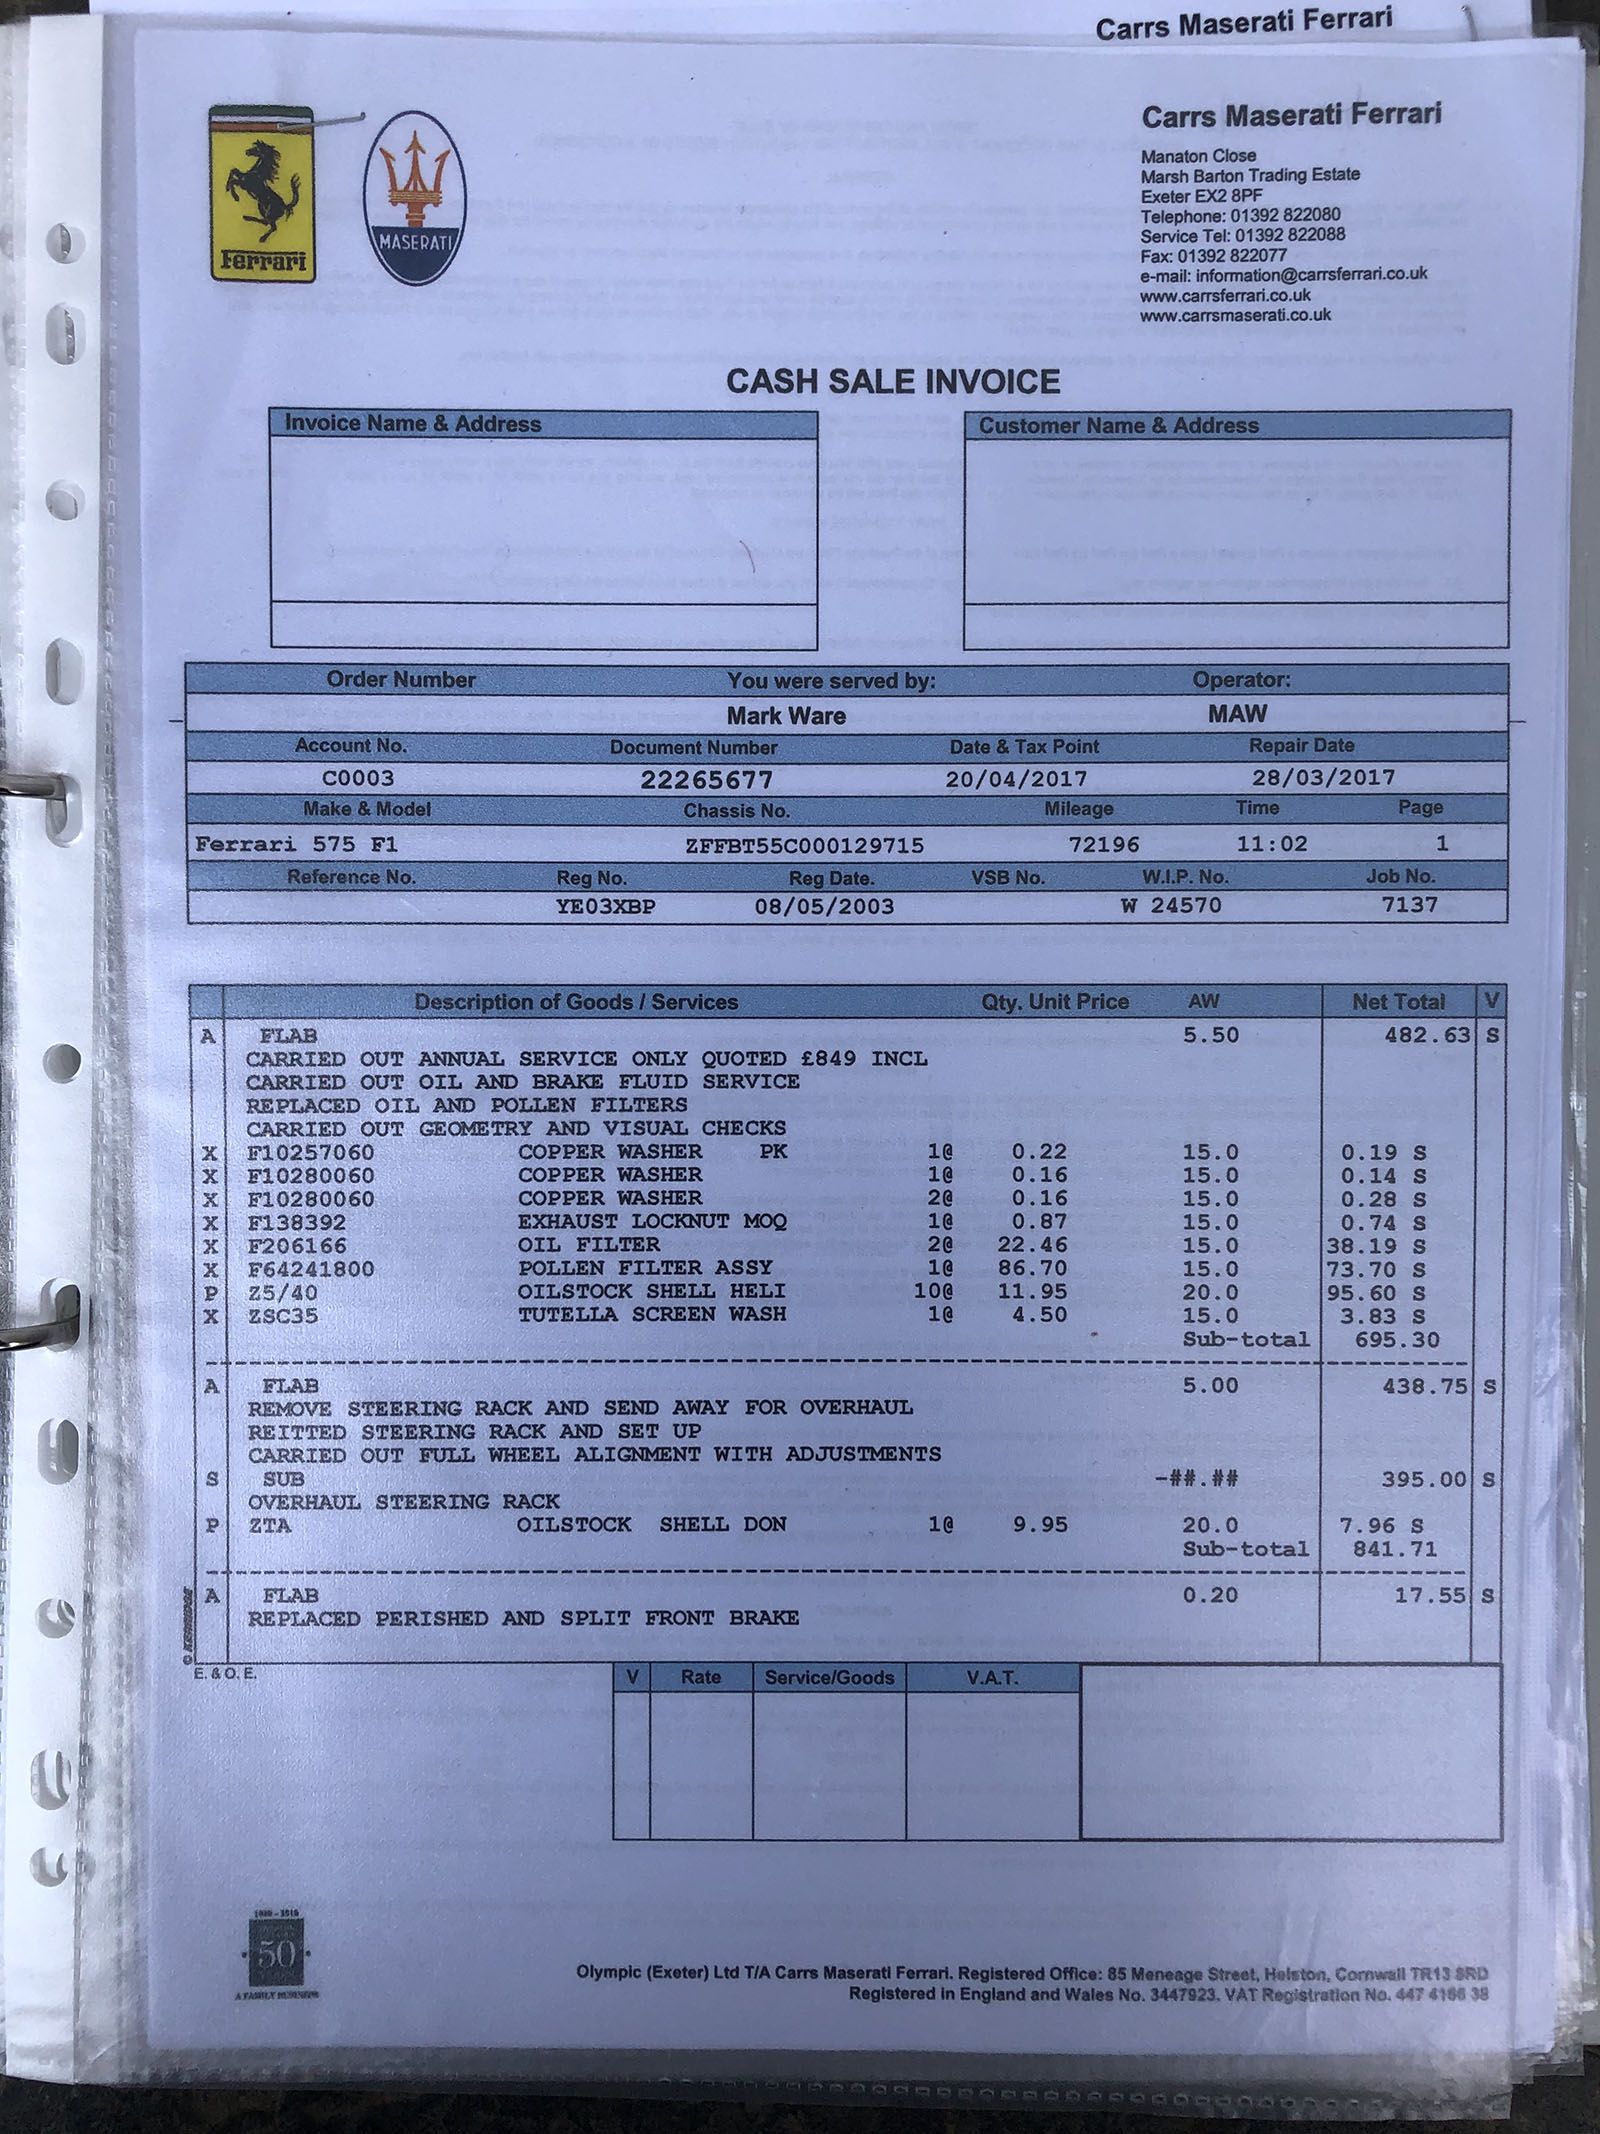 Carrs Maserati Ferrari
Ferrari
MASERATI
Carrs Maserati Ferrari
Manaton Close
Marsh Barton Trading Estate
Exeter EX2 8PF
Telephone: 01392 822080
Service Tel: 01392 822088
Fax: 01392 822077
e-mail: information@carrsferrari.co.uk
www.carrsferrari.co.uk
www.carrsmaserati.co.uk
CASH SALE INVOICE
Invoice Name & Address Customer Name & Address
Order Number You were served by: Operator:
Mark Ware MAW
Account No. Document Number Date & Tax Point Repair Date
C0003 22265677 20/04/2017 28/03/2017
Make & Model Chassis No. Mileage Time Page
Ferrari 575 F1 ZFFBT55C000129715 72196 11:02 1
Reference No. Reg No. Reg Date. VSB No. W.I.P. No. Job No.
YE03XBP 08/05/2003 W 24570 7137
Description of Goods / Services Qty. Unit Price AW Net Total V
A FLAB 5.50 482.63 S
CARRIED OUT ANNUAL SERVICE ONLY QUOTED £849 INCL
CARRIED OUT OIL AND BRAKE FLUID SERVICE
REPLACED OIL AND POLLEN FILTERS
CARRIED OUT GEOMETRY AND VISUAL CHECKS
X F10257060 COPPER WASHER PK 1@ 0.22 15.0 0.19 S
X F10280060 COPPER WASHER 1@ 0.16 15.0 0.14 S
X F10280060 COPPER WASHER 2@ 0.16 15.0 0.28 S
X F138392 EXHAUST LOCKNUT MOQ 1@ 0.87 15.0 0.74 S
X F206166 OIL FILTER 2@ 22.46 15.0 38.19 S
X F64241800 POLLEN FILTER ASSY 1@ 86.70 15.0 73.70 S
P Z5/40 OILSTOCK SHELL HELI 10@ 11.95 20.0 95.60 S
X ZSC35 TUTELLA SCREEN WASH 1@ 4.50 15.0 3.83 S
Sub-total 695.30
A FLAB 5.00 438.75 S
REMOVE STEERING RACK AND SEND AWAY FOR OVERHAUL
REITTED STEERING RACK AND SET UP
CARRIED OUT FULL WHEEL ALIGNMENT WITH ADJUSTMENTS
S SUB -##.## 395.00 S
OVERHAUL STEERING RACK
P ZTA OILSTOCK SHELL DON 1@ 9.95 20.0 7.96 S
Sub-total 841.71
A FLAB 0.20 17.55 S
REPLACED PERISHED AND SPLIT FRONT BRAKE
© KERRIDGE
E. & O. E.
V Rate Service/Goods V.A.T.
50
A FAMILY BUSINESS
Olympic (Exeter) Ltd T/A Carrs Maserati Ferrari. Registered Office: 85 Meneage Street, Helston, Cornwall TR13 8RD
Registered in England and Wales No. 3447923. VAT Registration No. 447 4166 38